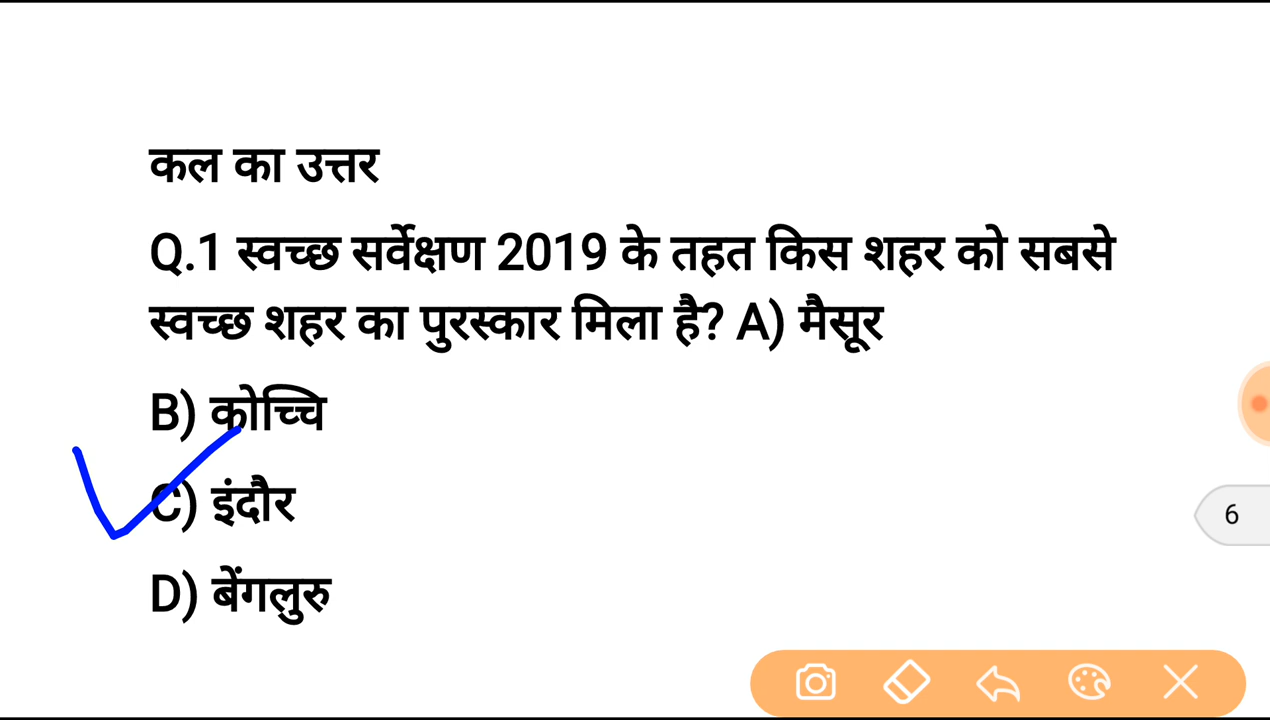 कल का उत्तर
Q.1 स्वच्छ सर्वेक्षण 2019 के तहत किस शहर को सबसे
स्वच्छ शहर का पुरस्कार मिला है? A) मैसूर
B) कोच्चि
C) इंदौर
D) बेंगलुरु
6